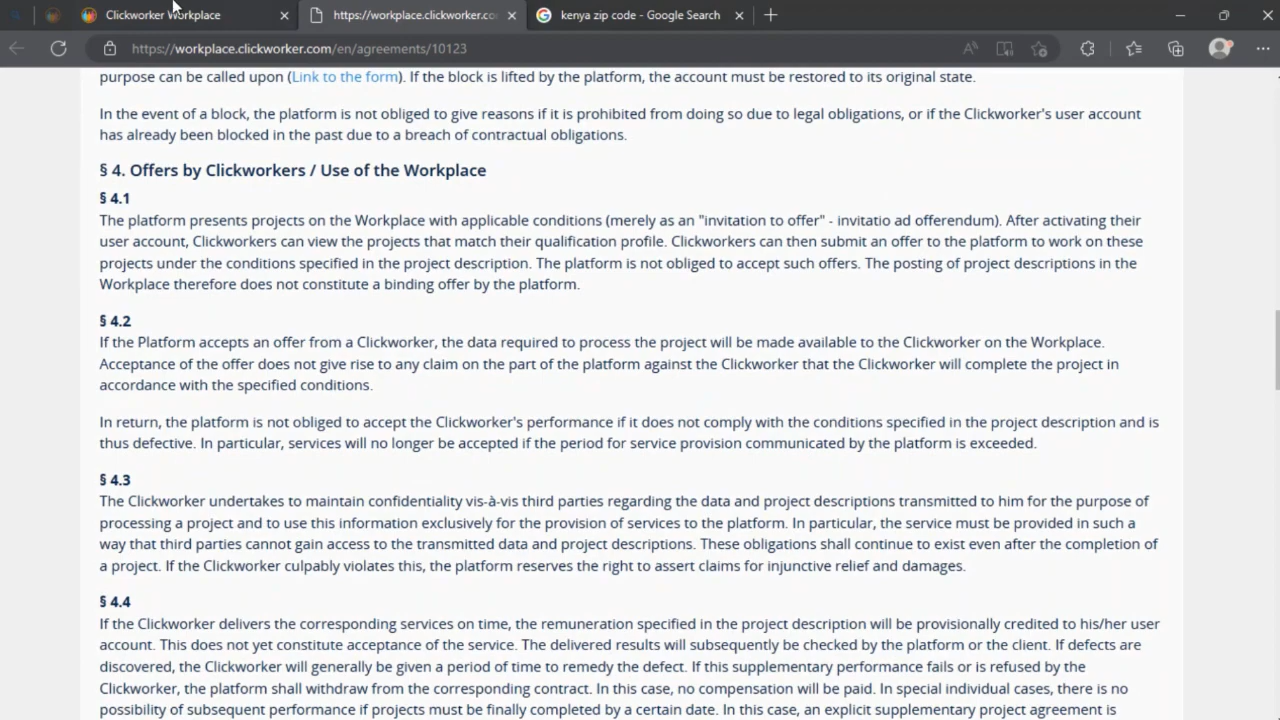 Clickworker Workplace
https://workplace.clickworker.co
kenya zip code - Google Search
https://workplace.clickworker.com/en/agreements/10123
purpose can be called upon (Link to the form). If the block is lifted by the platform, the account must be restored to its original state.
In the event of a block, the platform is not obliged to give reasons if it is prohibited from doing so due to legal obligations, or if the Clickworker's user account
has already been blocked in the past due to a breach of contractual obligations.
§ 4. Offers by Clickworkers / Use of the Workplace
§ 4.1
The platform presents projects on the Workplace with applicable conditions (merely as an "invitation to offer" - invitatio ad offerendum). After activating their
user account, Clickworkers can view the projects that match their qualification profile. Clickworkers can then submit an offer to the platform to work on these
projects under the conditions specified in the project description. The platform is not obliged to accept such offers. The posting of project descriptions in the
Workplace therefore does not constitute a binding offer by the platform.
§ 4.2
If the Platform accepts an offer from a Clickworker, the data required to process the project will be made available to the Clickworker on the Workplace.
Acceptance of the offer does not give rise to any claim on the part of the platform against the Clickworker that the Clickworker will complete the project in
accordance with the specified conditions.
In return, the platform is not obliged to accept the Clickworker's performance if it does not comply with the conditions specified in the project description and is
thus defective. In particular, services will no longer be accepted if the period for service provision communicated by the platform is exceeded.
§ 4.3
The Clickworker undertakes to maintain confidentiality vis-à-vis third parties regarding the data and project descriptions transmitted to him for the purpose of
processing a project and to use this information exclusively for the provision of services to the platform. In particular, the service must be provided in such a
way that third parties cannot gain access to the transmitted data and project descriptions. These obligations shall continue to exist even after the completion of
a project. If the Clickworker culpably violates this, the platform reserves the right to assert claims for injunctive relief and damages.
§ 4.4
If the Clickworker delivers the corresponding services on time, the remuneration specified in the project description will be provisionally credited to his/her user
account. This does not yet constitute acceptance of the service. The delivered results will subsequently be checked by the platform or the client. If defects are
discovered, the Clickworker will generally be given a period of time to remedy the defect. If this supplementary performance fails or is refused by the
Clickworker, the platform shall withdraw from the corresponding contract. In this case, no compensation will be paid. In special individual cases, there is no
possibility of subsequent performance if projects must be finally completed by a certain date. In this case, an explicit supplementary project agreement is